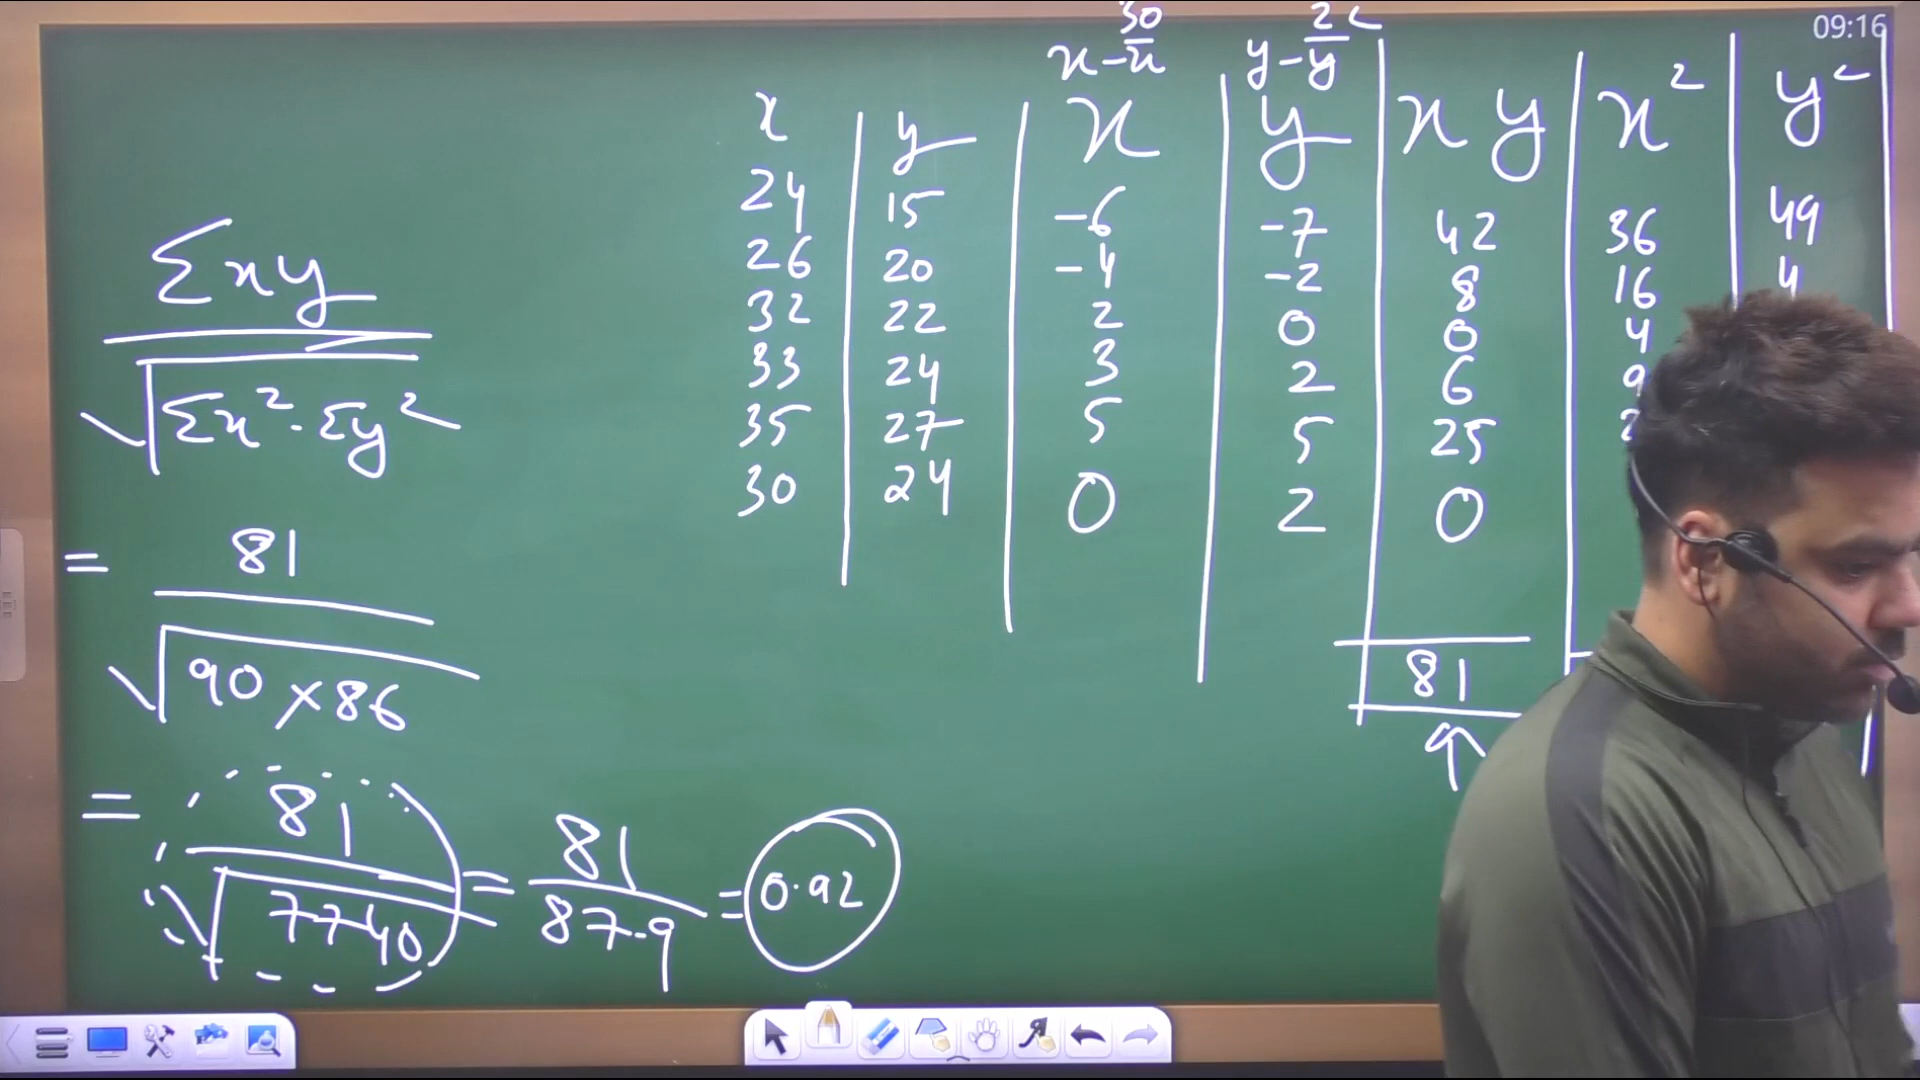 09:16
30 2
x-x̄ y-ȳ
x y x y xy x² y²
24 15 -6 -7 42 36 49
26 20 -4 -2 8 16 4
32 22 2 0 0 4
33 24 3 2 6 9
35 27 5 5 25
30 24 0 2 0
81
Σxy
√Σx²·Σy²
= 81
√90×86
= 81 = 81 = 0.92
√7740 87.9